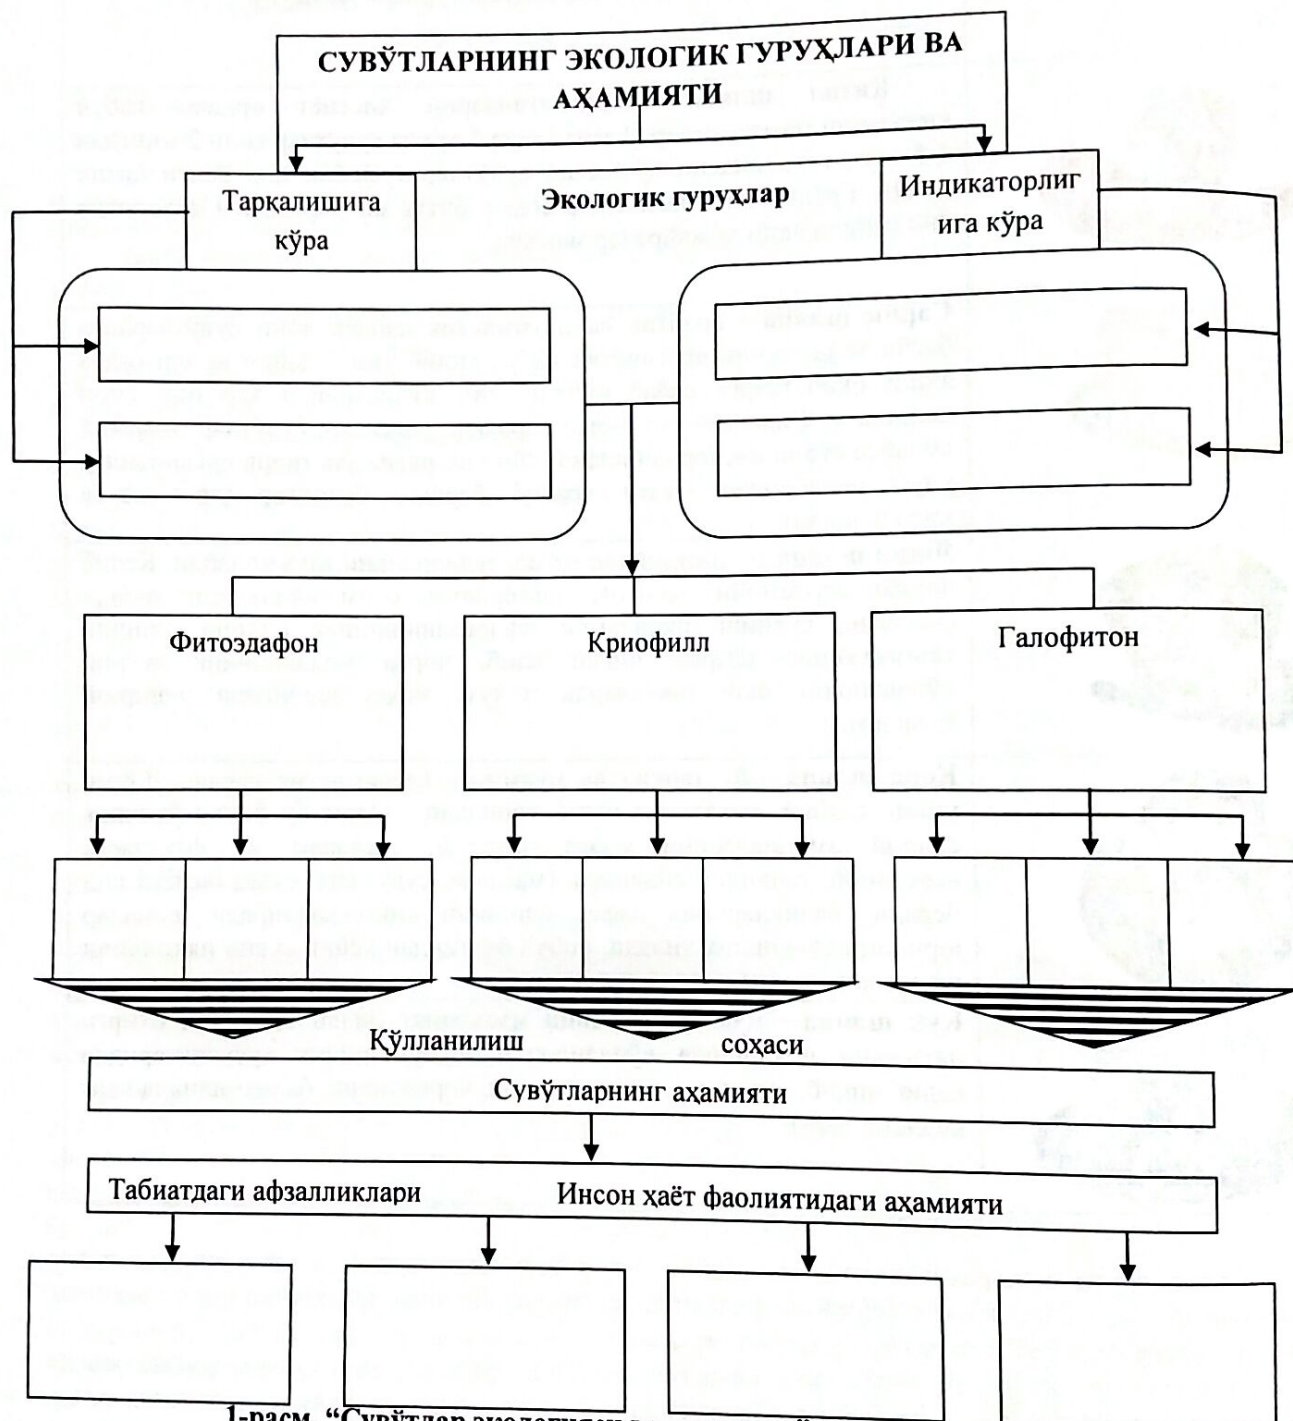 СУВЎТЛАРНИНГ ЭКОЛОГИК ГУРУҲЛАРИ ВА
АҲАМИЯТИ
Тарқалишига
кўра
Экологик гуруҳлар
Индикаторлиг
ига кўра
Фитоэдафон
Криофилл
Галофитон
Қўлланилиш соҳаси
Сувўтларнинг аҳамияти
Табиатдаги афзалликлари Инсон ҳаёт фаолиятидаги аҳамияти
1-расм. “Сувўтлар